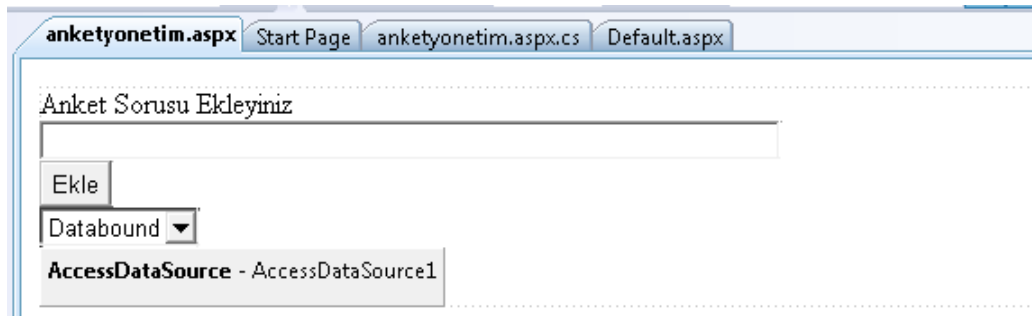 anketyonetim.aspx Start Page anketyonetim.aspx.cs Default.aspx
Anket Sorusu Ekleyiniz
Ekle
Databound
AccessDataSource - AccessDataSource1